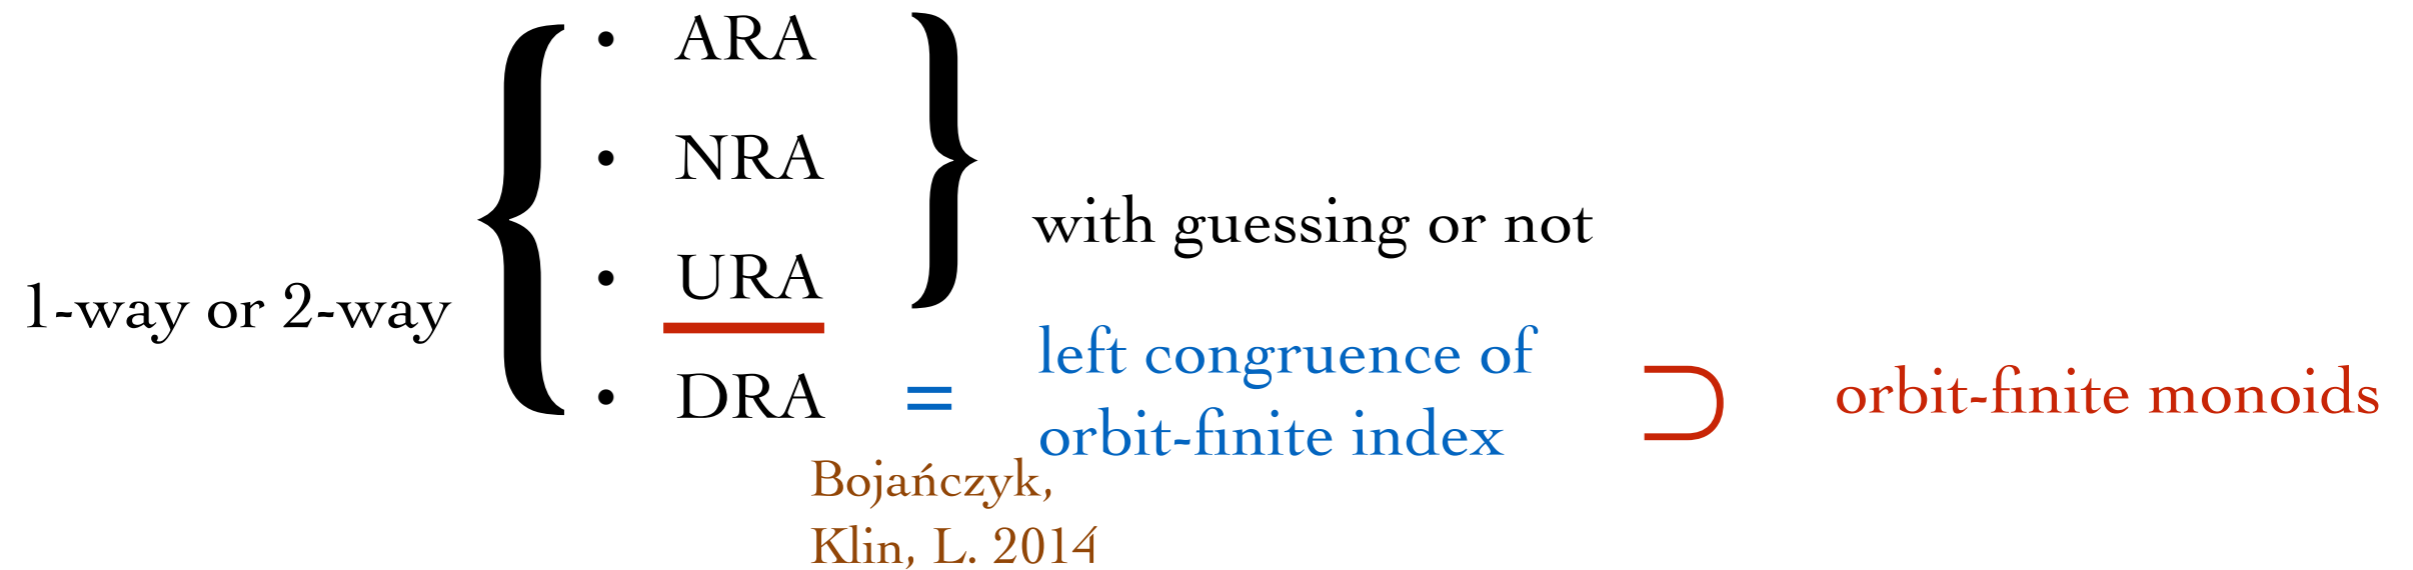 • ARA
• NRA
with guessing or not
• URA
1-way or 2-way
left congruence of
• DRA = ⊃ orbit-finite monoids
orbit-finite index
Bojańczyk,
Klin, L. 2014